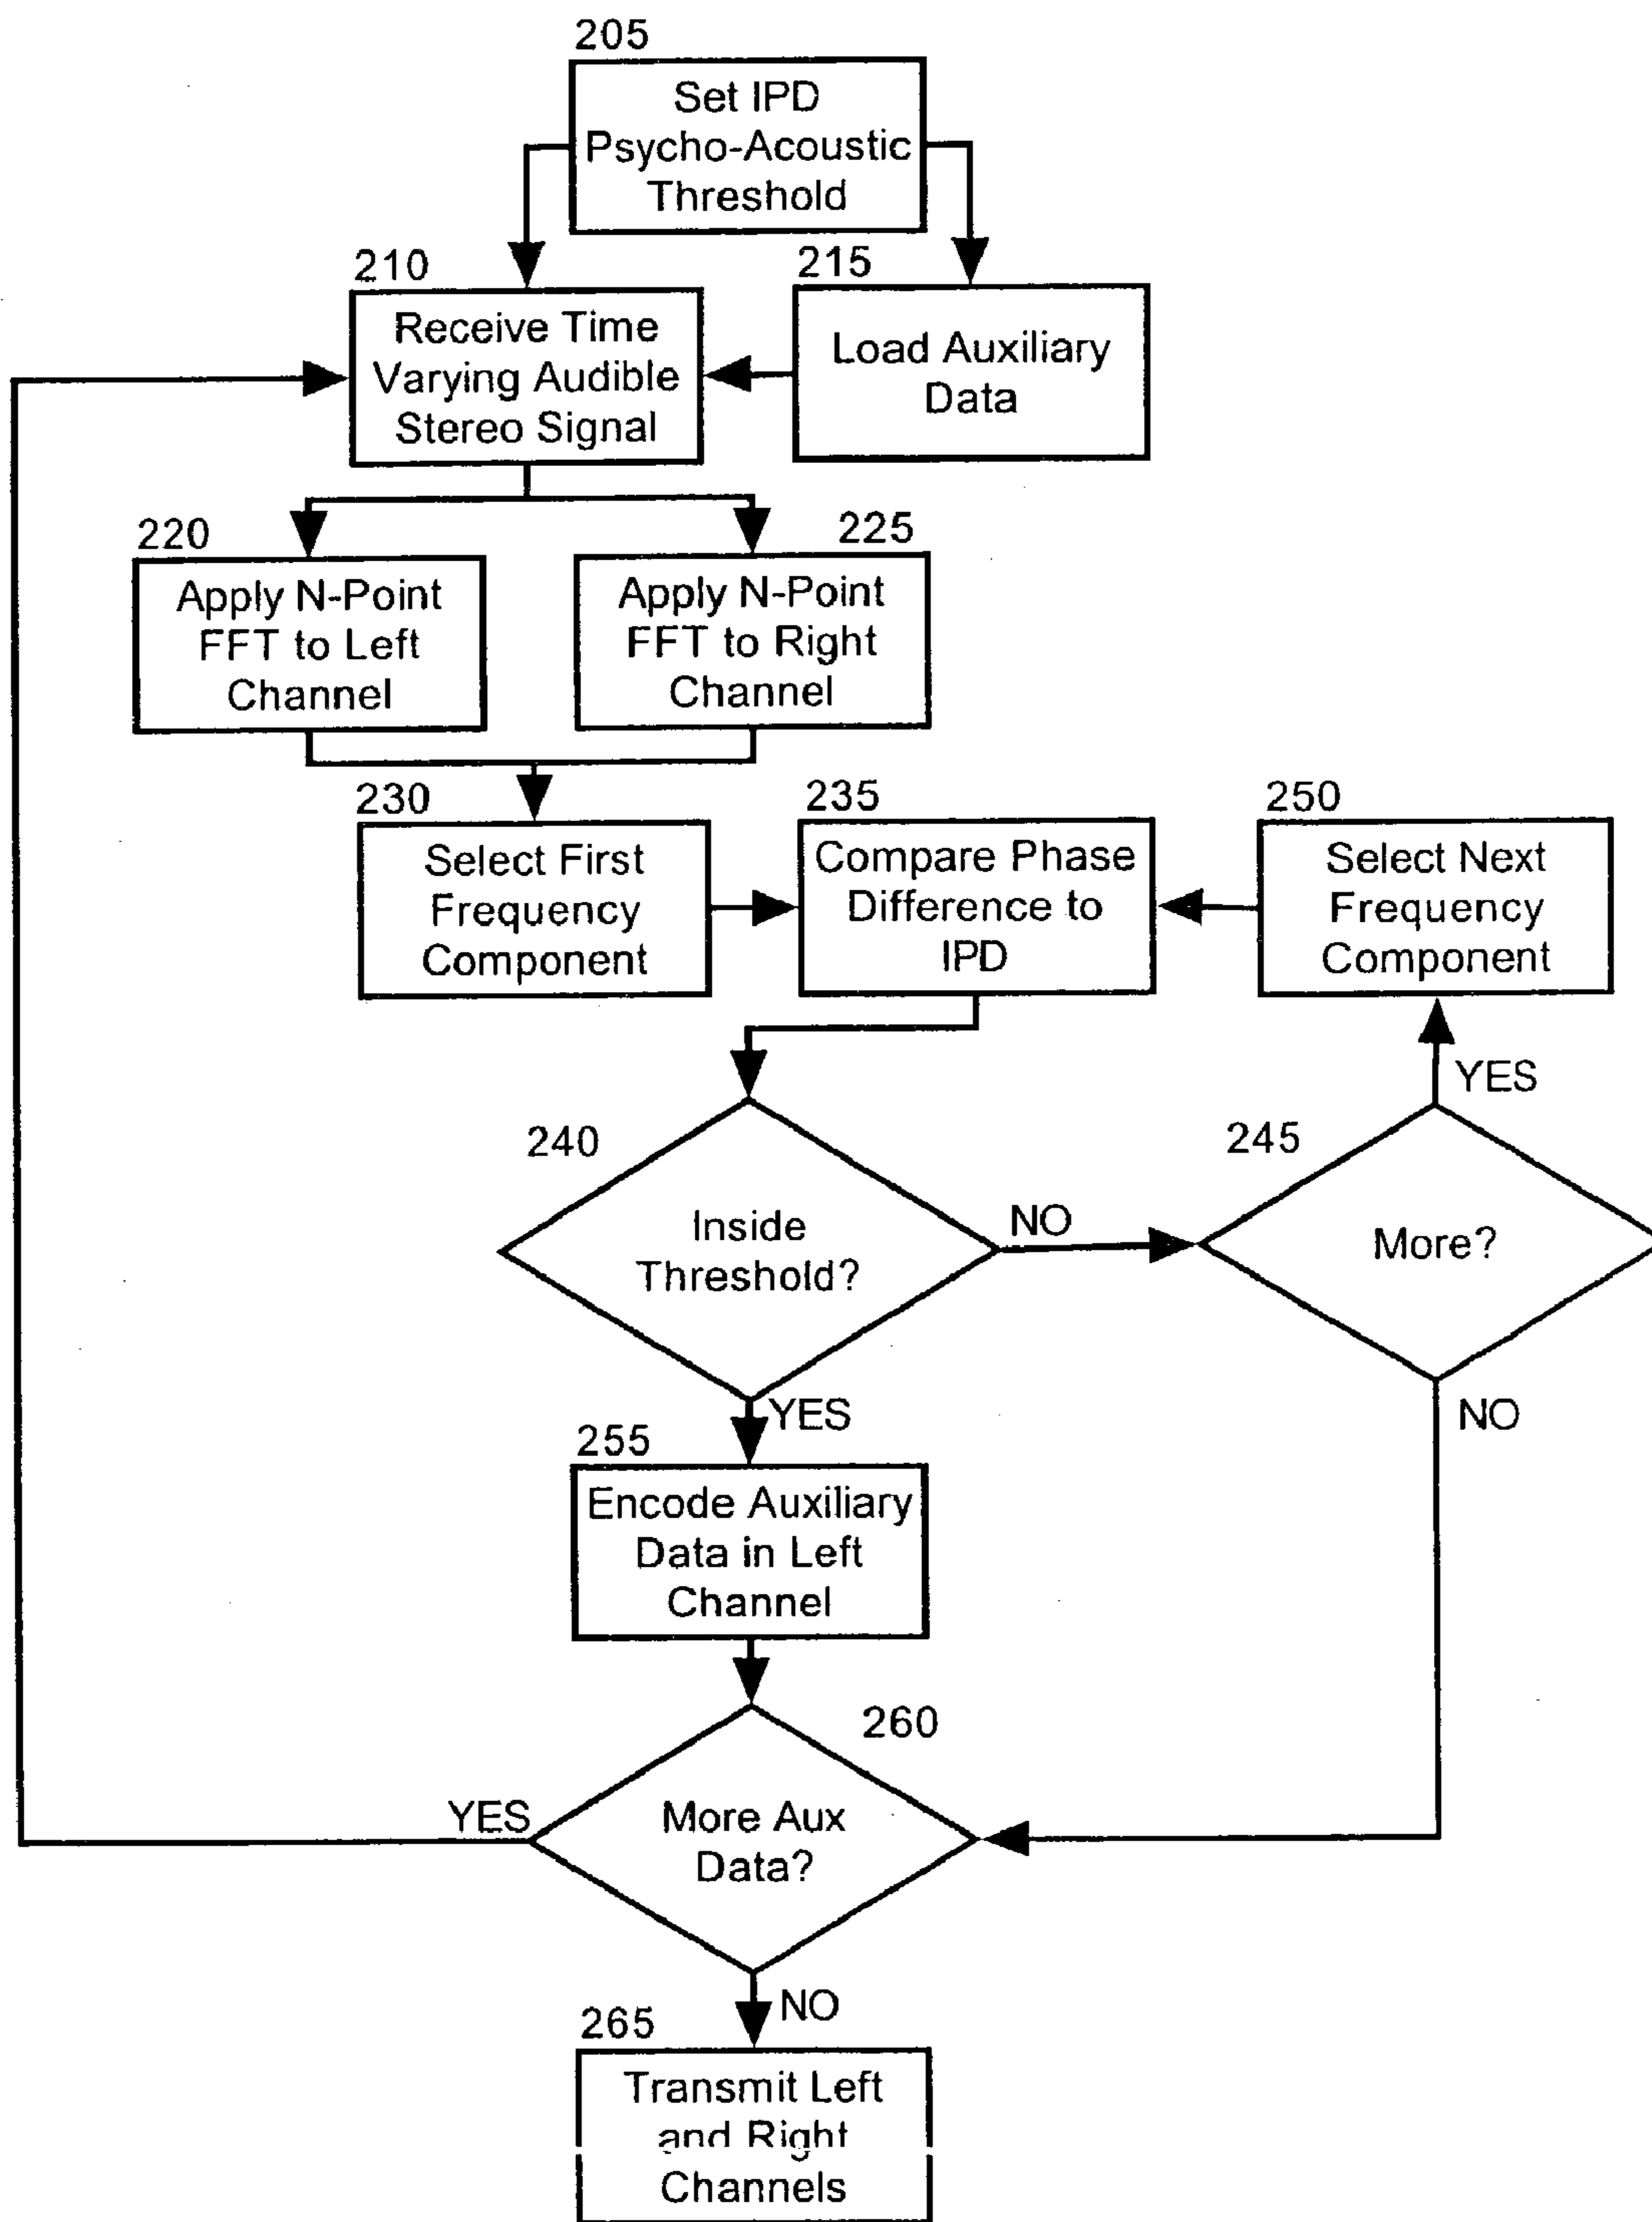 205
Set IPD
Psycho-Acoustic
Threshold
210
Receive Time
Varying Audible
Stereo Signal
215
Load Auxiliary
Data
220
Apply N-Point
FFT to Left
Channel
225
Apply N-Point
FFT to Right
Channel
230
Select First
Frequency
Component
235
Compare Phase
Difference to
IPD
250
Select Next
Frequency
Component
YES
240
Inside
Threshold?
NO
245
More?
YES
NO
255
Encode Auxiliary
Data in Left
Channel
260
More Aux
Data?
YES
NO
265
Transmit Left
and Right
Channels